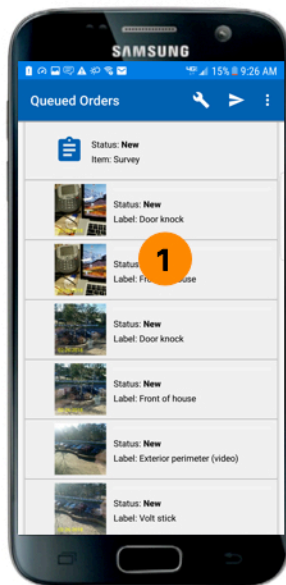 SAMSUNG
15% 9:26 AM
Queued Orders
Status: New
Item: Survey
Status: New
Label: Door knock
1
Label: house
Status: New
Label: Door knock
Status: New
Label: Front of house
Status: New
Label: Exterior perimeter (video)
Status: New
Label: Volt stick